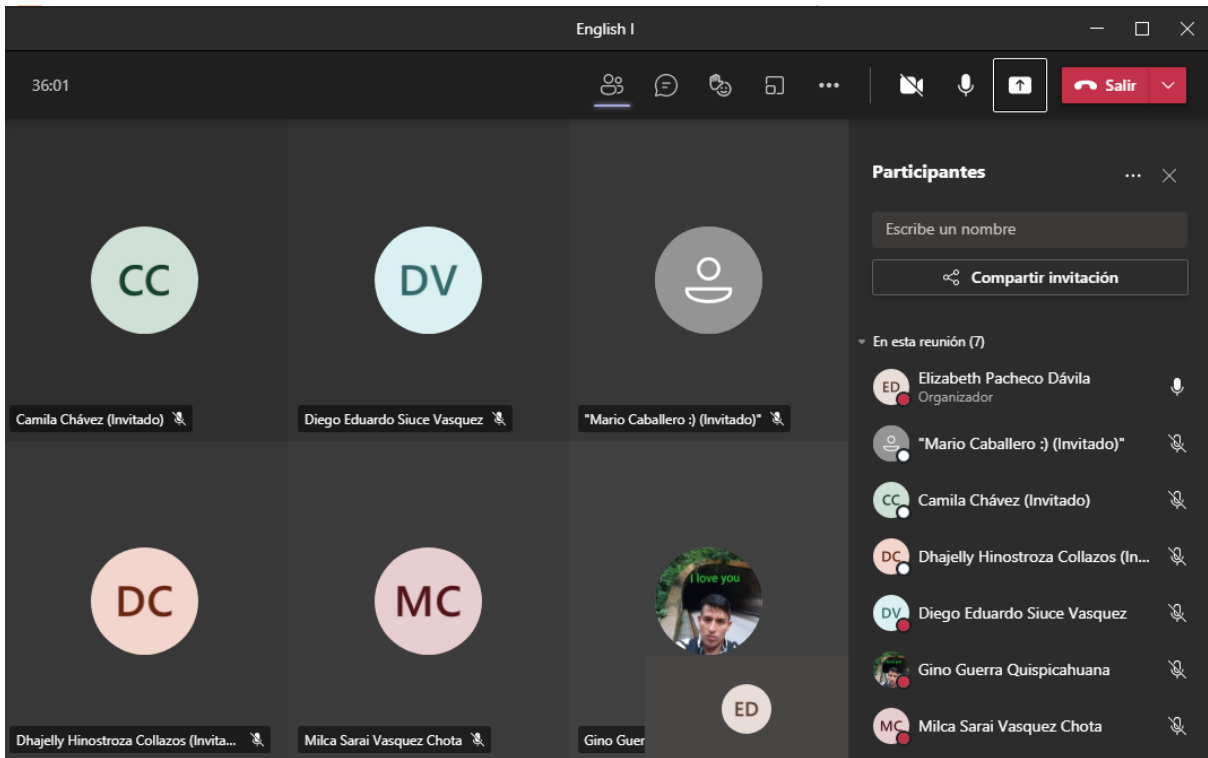 English I
36:01
Salir
CC
DV
Camila Chávez (Invitado)
Diego Eduardo Siuce Vasquez
"Mario Caballero :) (Invitado)"
DC
MC
I love you
ED
Dhajelly Hinostroza Collazos (Invita...
Milca Sarai Vasquez Chota
Gino Guer
Participantes
Escribe un nombre
Compartir invitación
En esta reunión (7)
ED
Elizabeth Pacheco Dávila
Organizador
"Mario Caballero :) (Invitado)"
CC
Camila Chávez (Invitado)
DC
Dhajelly Hinostroza Collazos (In...
DV
Diego Eduardo Siuce Vasquez
Gino Guerra Quispicahuana
MC
Milca Sarai Vasquez Chota